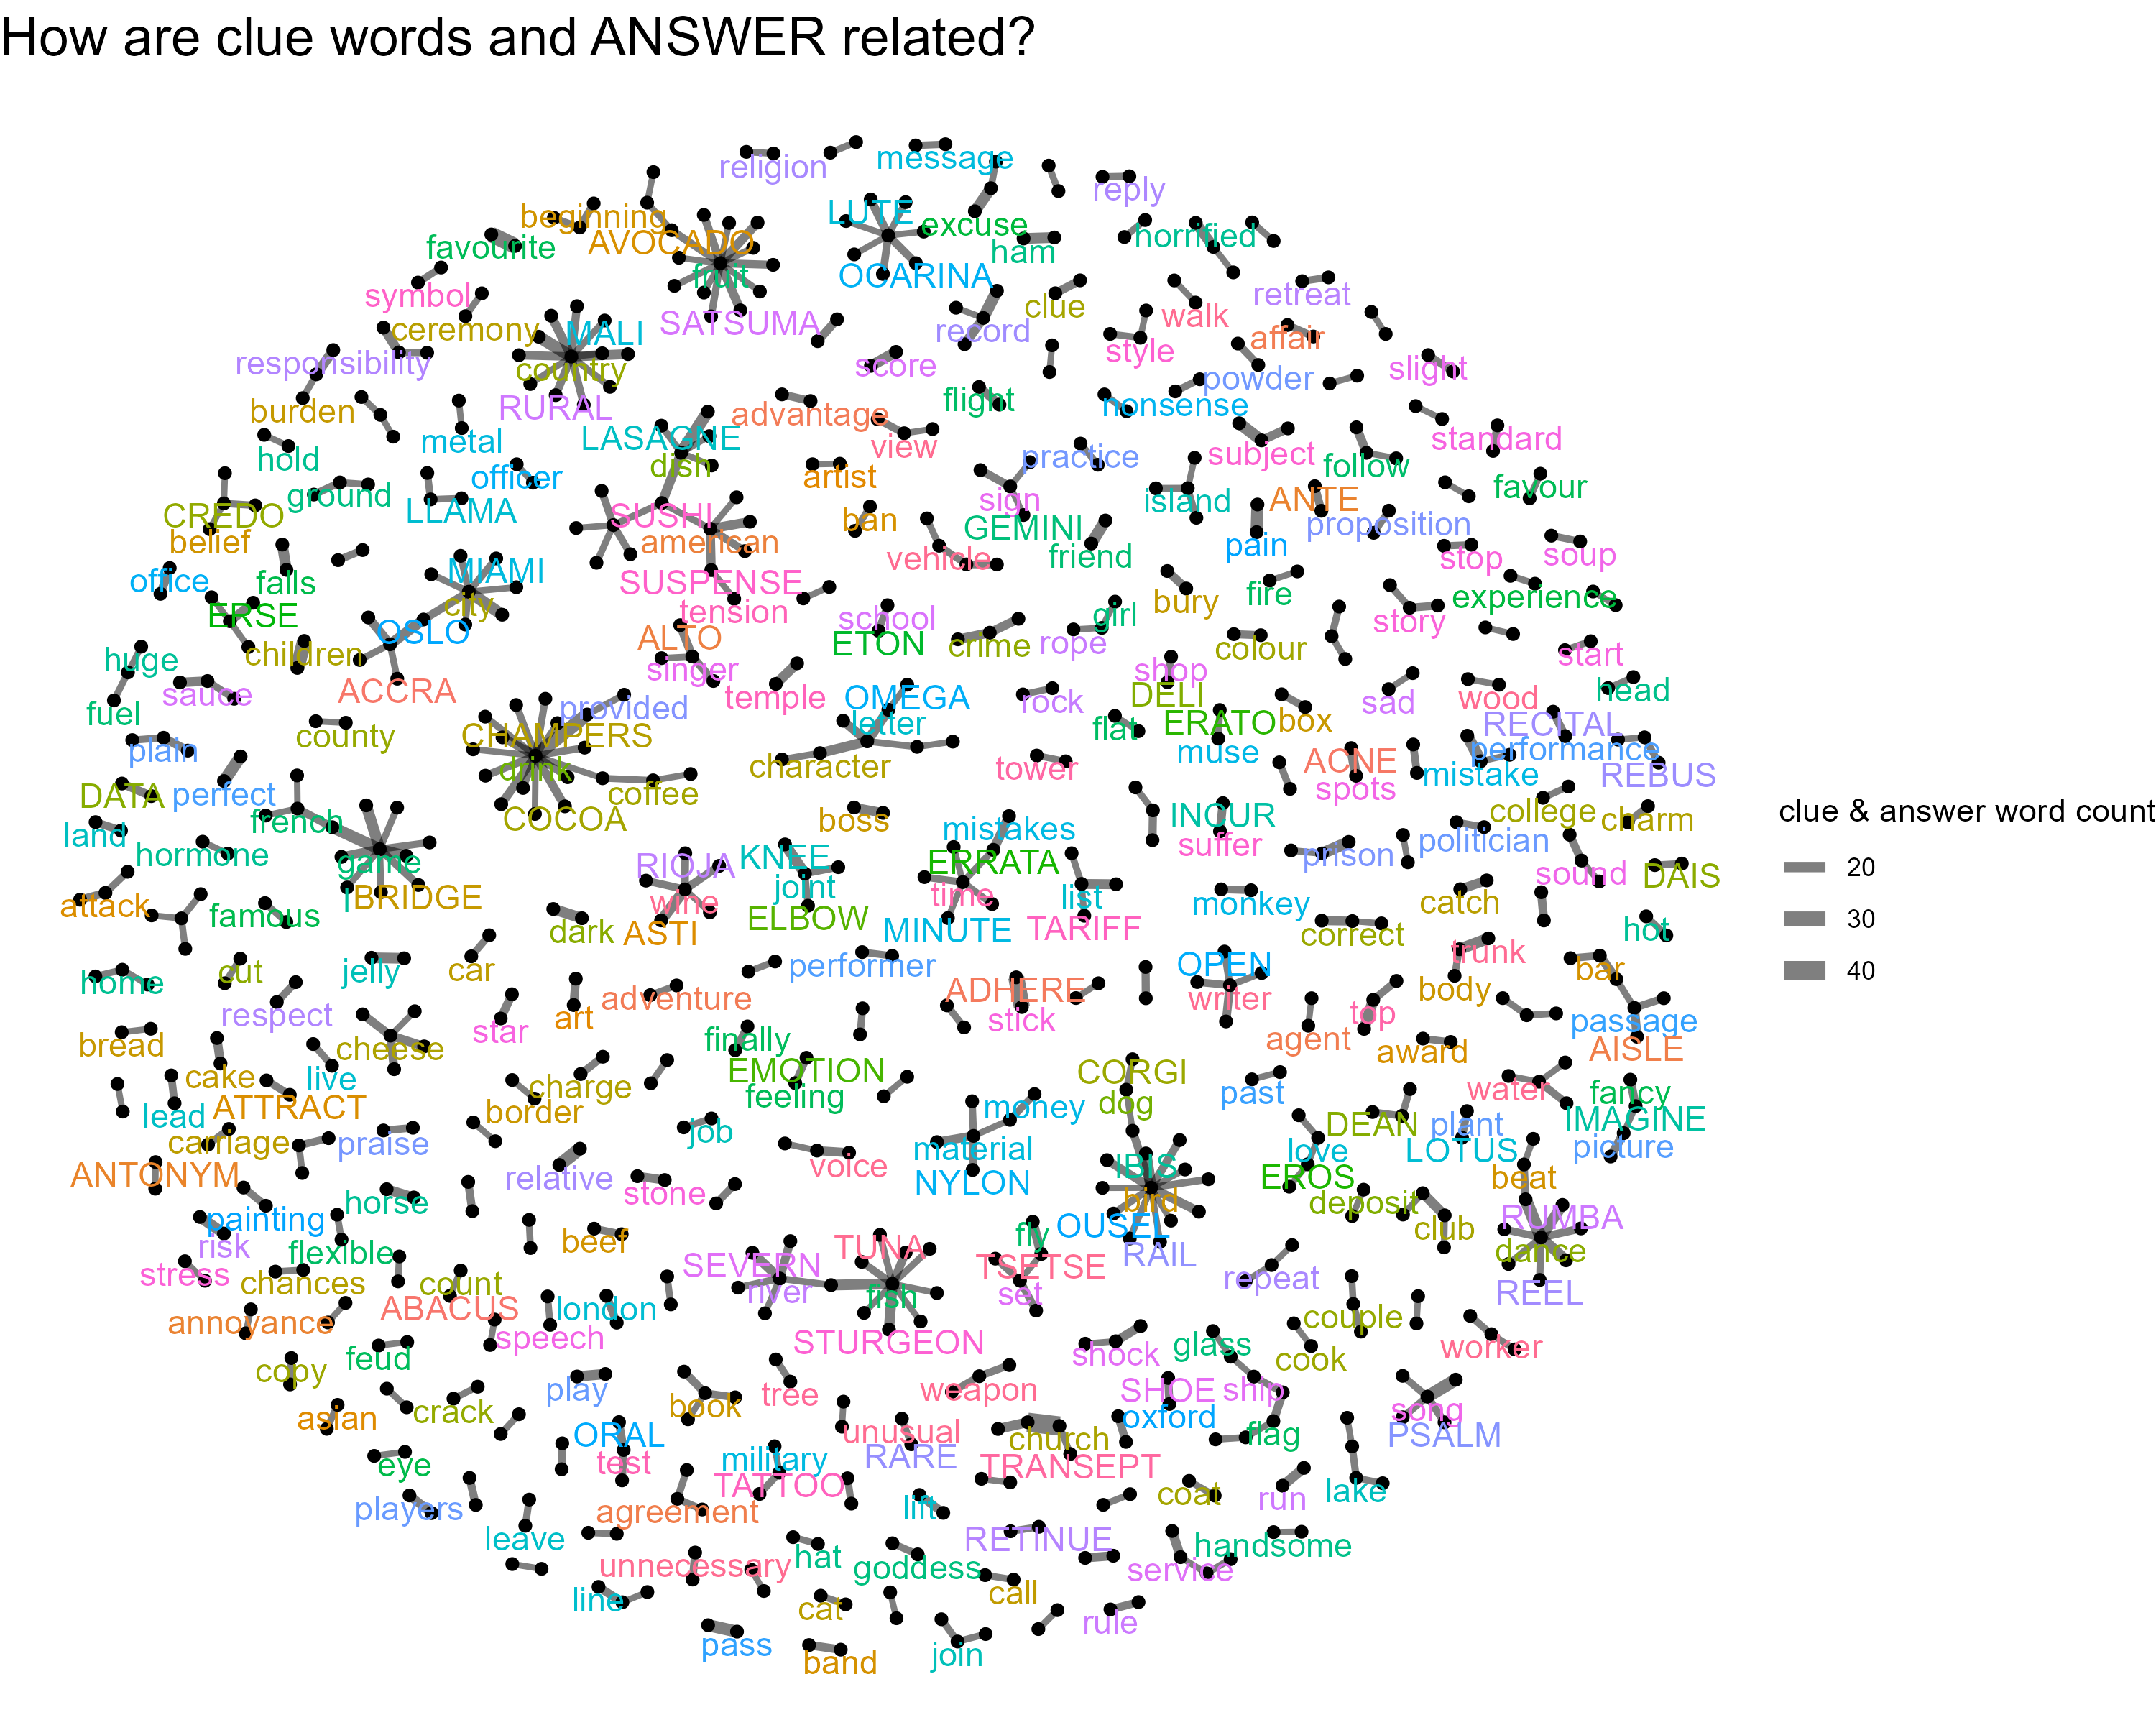 How are clue words and ANSWER related?
religion
message
reply
beginning
LUTE
excuse
favourite
AVOCADO
ham
horrified
fruit
OCARINA
symbol
SATSUMA
clue
retreat
ceremony
MALI
record
walk
affair
responsibility
country
score
style
slight
burden
RURAL
advantage
flight
powder
nonsense
metal
LASAGNE
view
subject
standard
hold
officer
dish
artist
practice
follow
ground
LLAMA
sign
island
ANTE
favour
CREDO
SUSHI
ban
GEMINI
proposition
belief
american
vehicle
friend
pain
stop
soup
office
falls
MIAMI
SUSPENSE
bury
fire
experience
ERSE
city
tension
school
girl
story
OSLO
ALTO
ETON
crime
rope
colour
start
huge
children
singer
shop
sauce
ACCRA
temple
OMEGA
rock
DELI
sad
wood
head
fuel
provided
letter
flat
ERATO
box
RECITAL
plain
county
CHAMPERS
character
tower
muse
ACNE
performance
DATA
perfect
drink
coffee
spots
mistake
REBUS
land
french
COCOA
boss
mistakes
INCUR
college
charm
hormone
game
RIOJA
KNEE
ERRATA
suffer
prison
politician
sound
DAIS
attack
famous
BRIDGE
wine
joint
time
list
monkey
catch
dark
ASTI
ELBOW
MINUTE
TARIFF
correct
hot
home
cut
jelly
car
performer
OPEN
trunk
bar
respect
star
art
adventure
ADHERE
writer
top
body
passage
bread
cheese
finally
stick
agent
award
AISLE
cake
live
charge
EMOTION
CORGI
past
water
fancy
lead
ATTRACT
border
feeling
dog
money
DEAN
plant
IMAGINE
carriage
praise
job
material
love
LOTUS
picture
ANTONYM
relative
voice
NYLON
IBIS
EROS
beat
horse
stone
bird
deposit
painting
beef
fly
OUSEL
club
RUMBA
risk
flexible
SEVERN
TUNA
TSETSE
RAIL
dance
stress
chances
count
river
fish
set
repeat
REEL
annoyance
ABACUS
london
speech
STURGEON
shock
glass
couple
worker
copy
feud
play
tree
weapon
SHOE
ship
cook
asian
crack
book
unusual
church
oxford
flag
song
ORAL
military
RARE
TRANSEPT
PSALM
eye
test
TATTOO
coat
run
lake
players
agreement
lift
leave
hat
RETINUE
handsome
unnecessary
goddess
service
line
cat
call
rule
pass
band
join
clue & answer word count
20
30
40